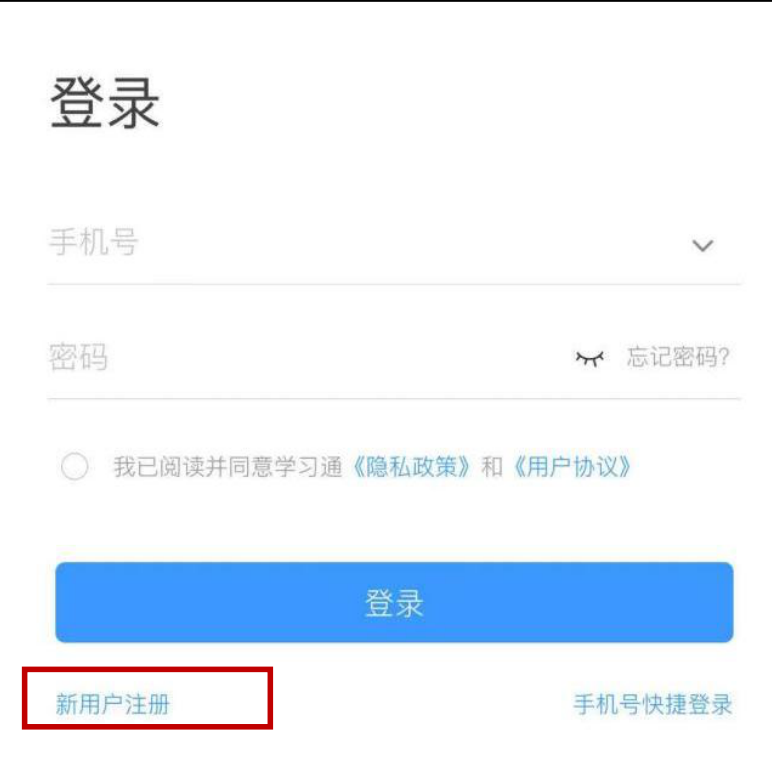 登录
手机号
密码 忘记密码?
我已阅读并同意学习通《隐私政策》和《用户协议》
登录
新用户注册 手机号快捷登录